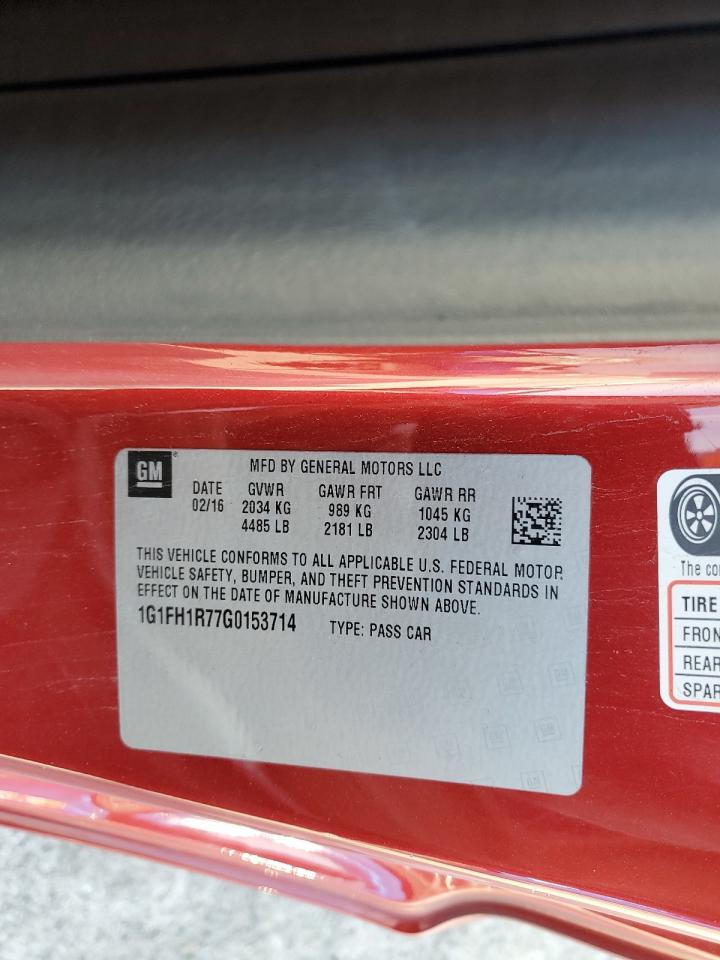 GM
MFD BY GENERAL MOTORS LLC
DATE GVWR GAWR FRT GAWR RR
02/16 2034 KG 989 KG 1045 KG
4485 LB 2181 LB 2304 LB
THIS VEHICLE CONFORMS TO ALL APPLICABLE U.S. FEDERAL MOTOR
VEHICLE SAFETY, BUMPER, AND THEFT PREVENTION STANDARDS IN
EFFECT ON THE DATE OF MANUFACTURE SHOWN ABOVE.
1G1FH1R77G0153714 TYPE: PASS CAR
The co
TIRE
FRON
REAR
SPAR